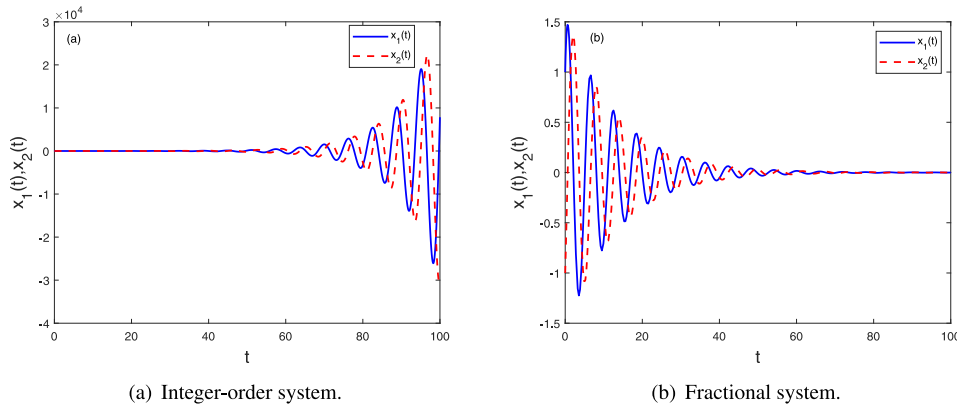 ×10⁴
(a)
x₁(t)
x₂(t)
3
2
1
0
-1
-2
-3
-4
x₁(t),x₂(t)
0
20
40
60
80
100
t
(a) Integer-order system.
(b)
x₁(t)
x₂(t)
1.5
1
0.5
0
-0.5
-1
-1.5
x₁(t),x₂(t)
0
20
40
60
80
100
t
(b) Fractional system.